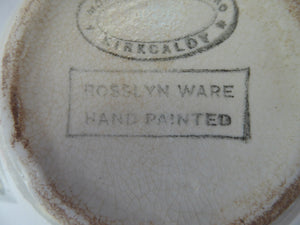 KIRKCALDY
ROSSLYN WARE
HAND PAINTED